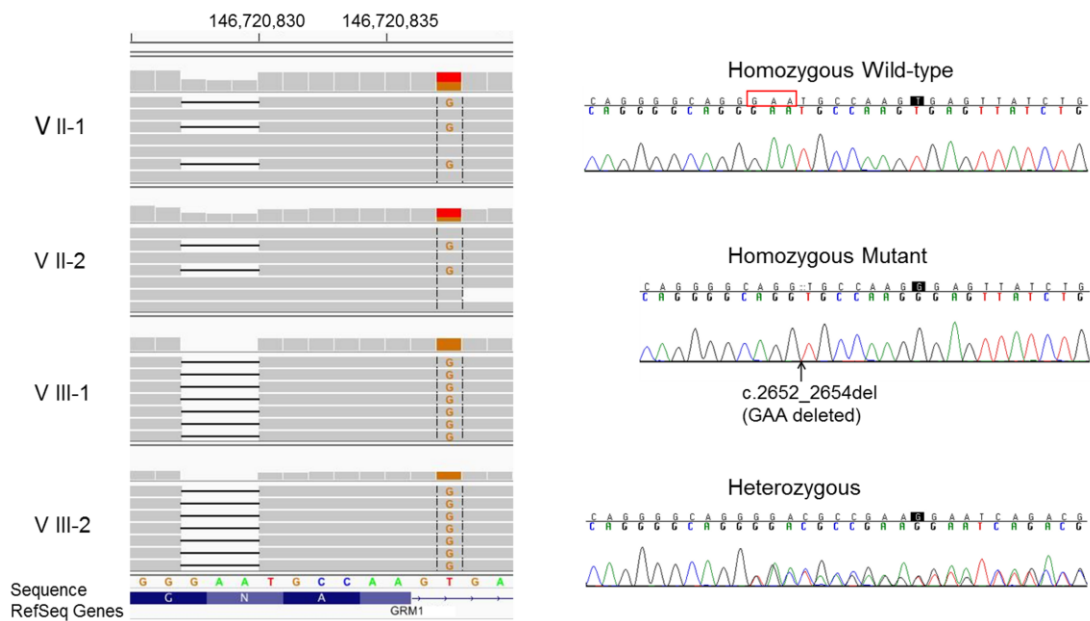 146,720,830 146,720,835
V II-1
G
G
G
V II-2
G
G
V III-1
G
G
G
G
G
G
G
V III-2
G
G
G
G
G
G
G
Sequence G G G A A T G C C A A G T G A
RefSeq Genes G N A
GRM1
Homozygous Wild-type
C A G G G G C A G G G A A T G C C A A G T G A G T T A T C T G
C A G G G G C A G G G A A T G C C A A G T G A G T T A T C T G
Homozygous Mutant
C A G G G G C A G G :: T G C C A A G G G A G T T A T C T G
C A G G G G C A G G T G C C A A G G G A G T T A T C T G
c.2652_2654del
(GAA deleted)
Heterozygous
C A G G G G C A G G G G A C G C C G A A G G A A T C A G A C G
C A G G G G C A G G G G A C G C C G A A G G A A T C A G A C G